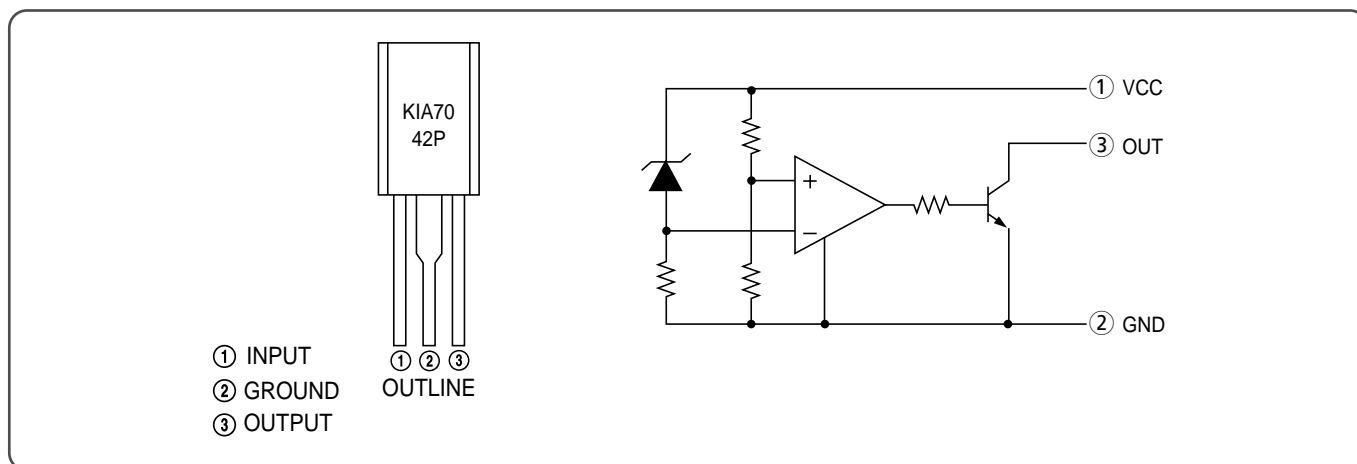 KIA70
42P
① INPUT
② GROUND
③ OUTPUT
① ② ③
OUTLINE
+
−
① VCC
③ OUT
② GND